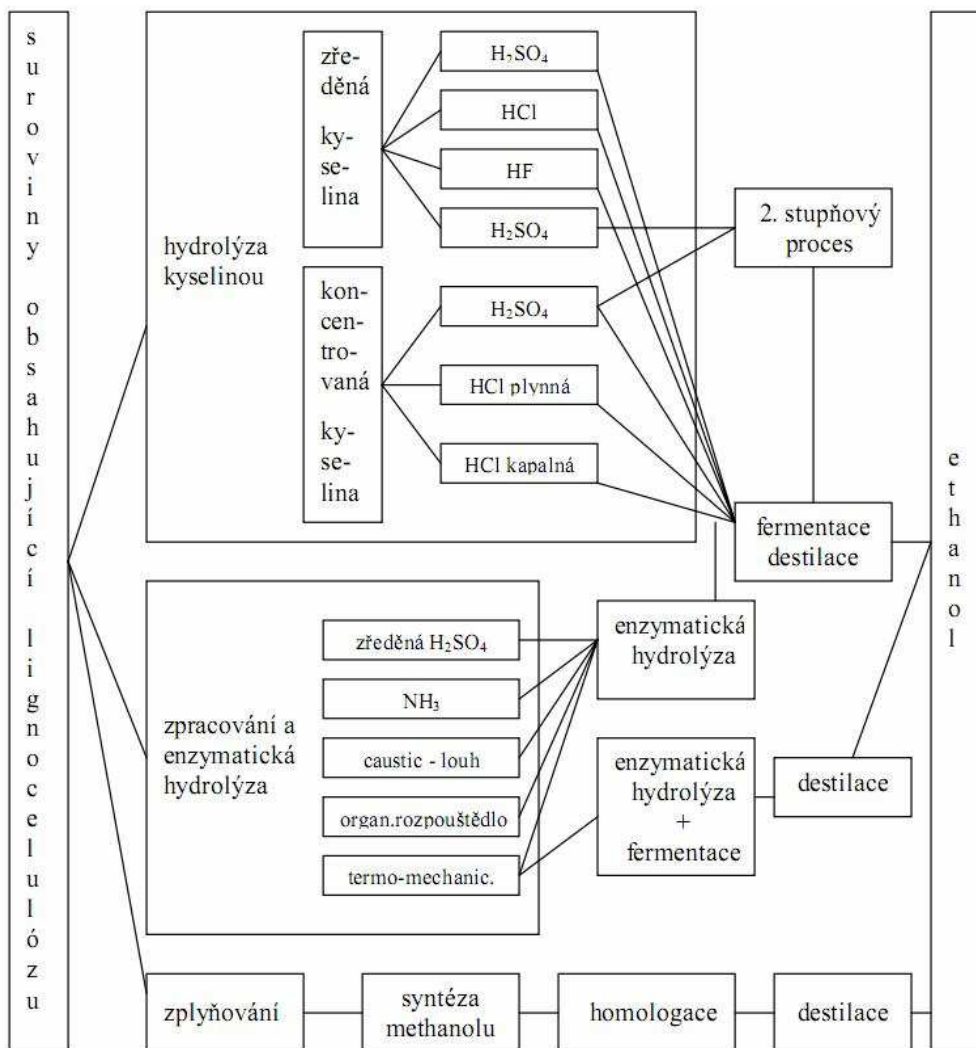 suroviny obsahující lignocelulózu
hydrolýza
kyselinou
zře-
děná
ky-
se-
lina
H₂SO₄
HCl
HF
H₂SO₄
kon-
cen-
tro-
vaná
ky-
se-
lina
H₂SO₄
HCl plynná
HCl kapalná
2. stupňový
proces
fermentace
destilace
zpracování a
enzymatická
hydrolýza
zředěná H₂SO₄
NH₃
caustic - louh
organ.rozpouštědlo
termo-mechanic.
enzymatická
hydrolýza
enzymatická
hydrolýza
+
fermentace
destilace
zplyňování
syntéza
methanolu
homologace
destilace
ethanol